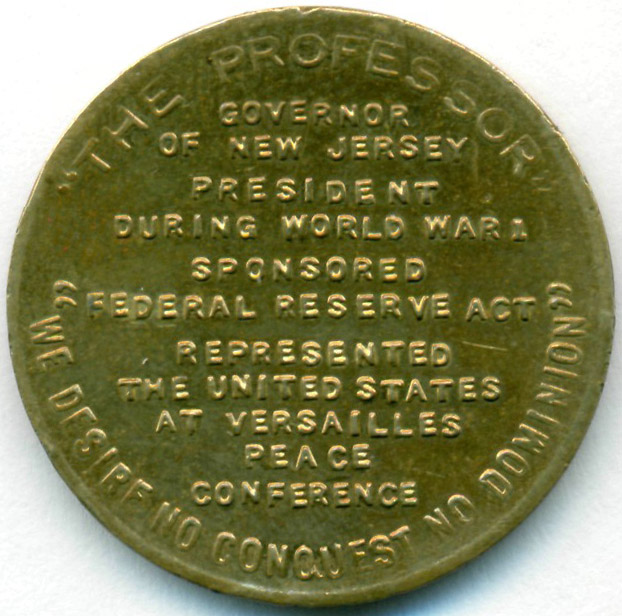 "THE PROFESSOR"
GOVERNOR
OF NEW JERSEY
PRESIDENT
DURING WORLD WAR 1
SPONSORED
FEDERAL RESERVE ACT
REPRESENTED
THE UNITED STATES
AT VERSAILLES
PEACE
CONFERENCE
"WE DESIRE NO CONQUEST NO DOMINION"